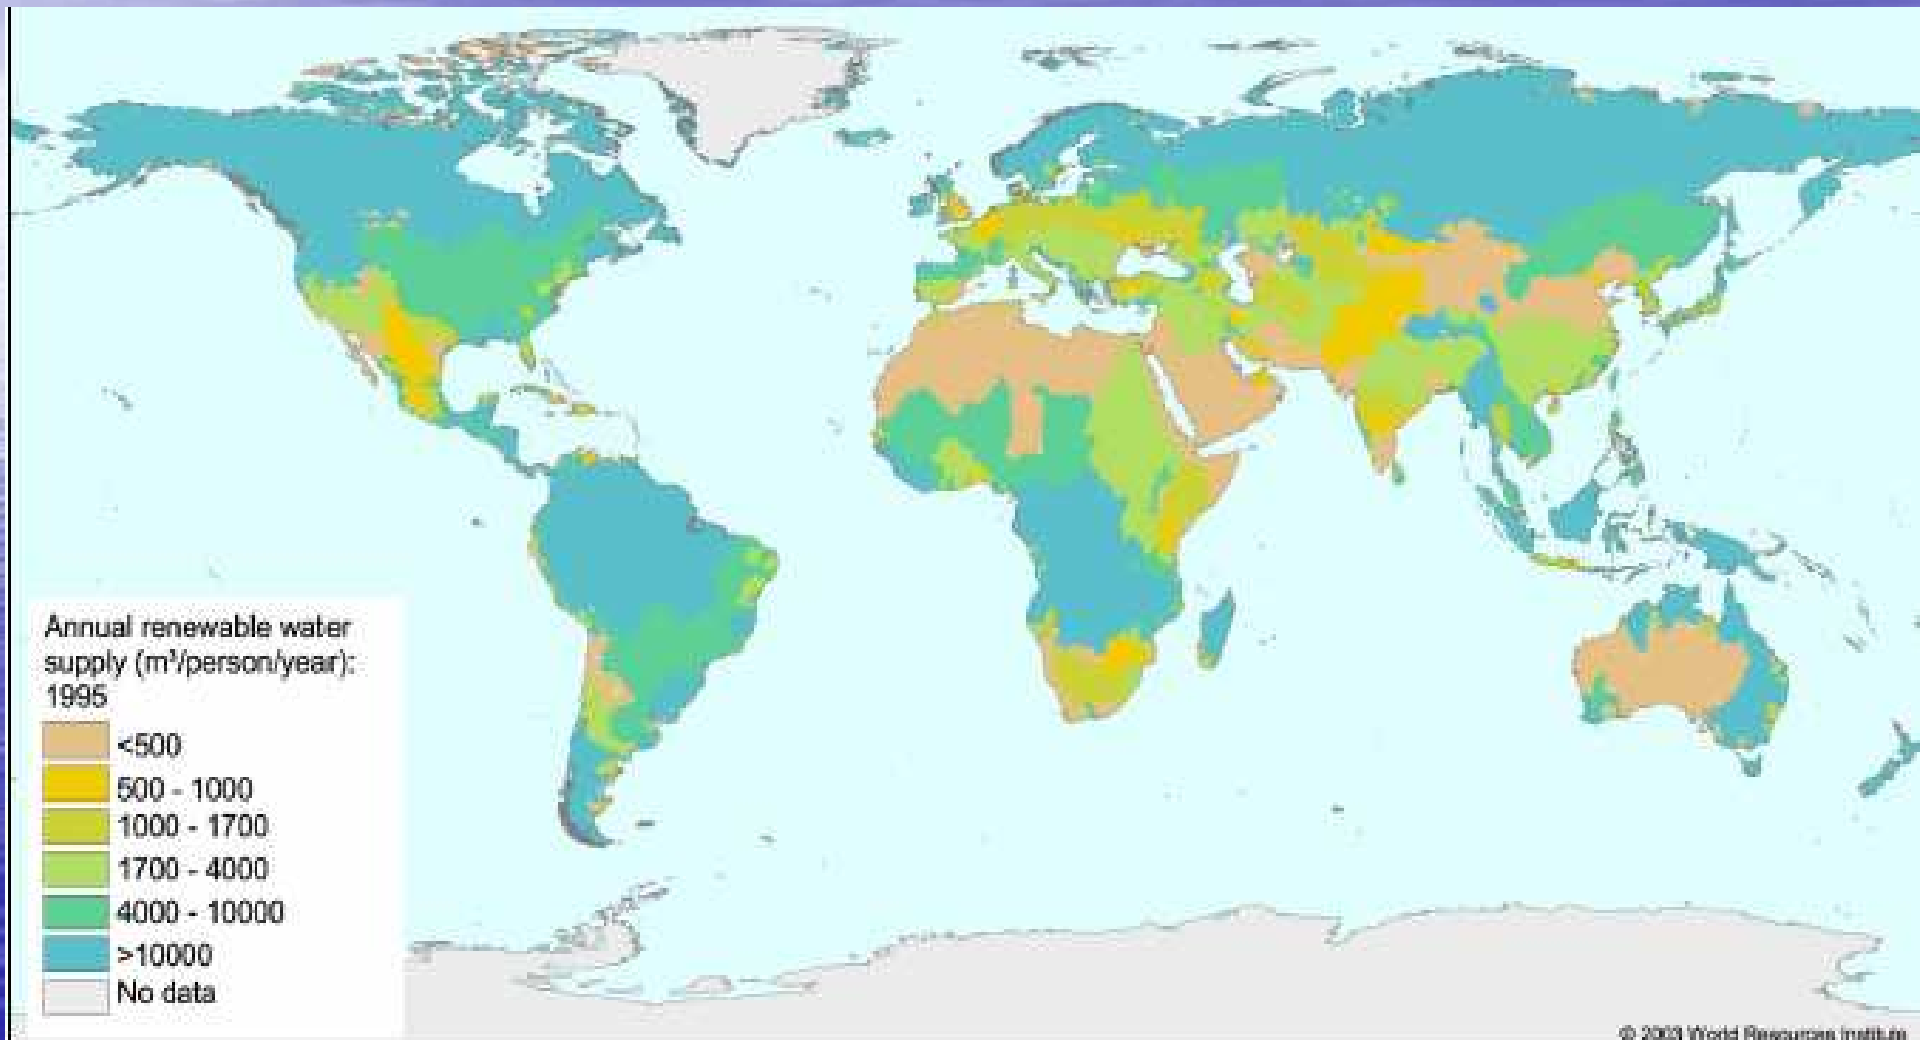 Annual renewable water
supply (m³/person/year):
1995
<500
500 - 1000
1000 - 1700
1700 - 4000
4000 - 10000
>10000
No data
© 2003 World Resources Institute